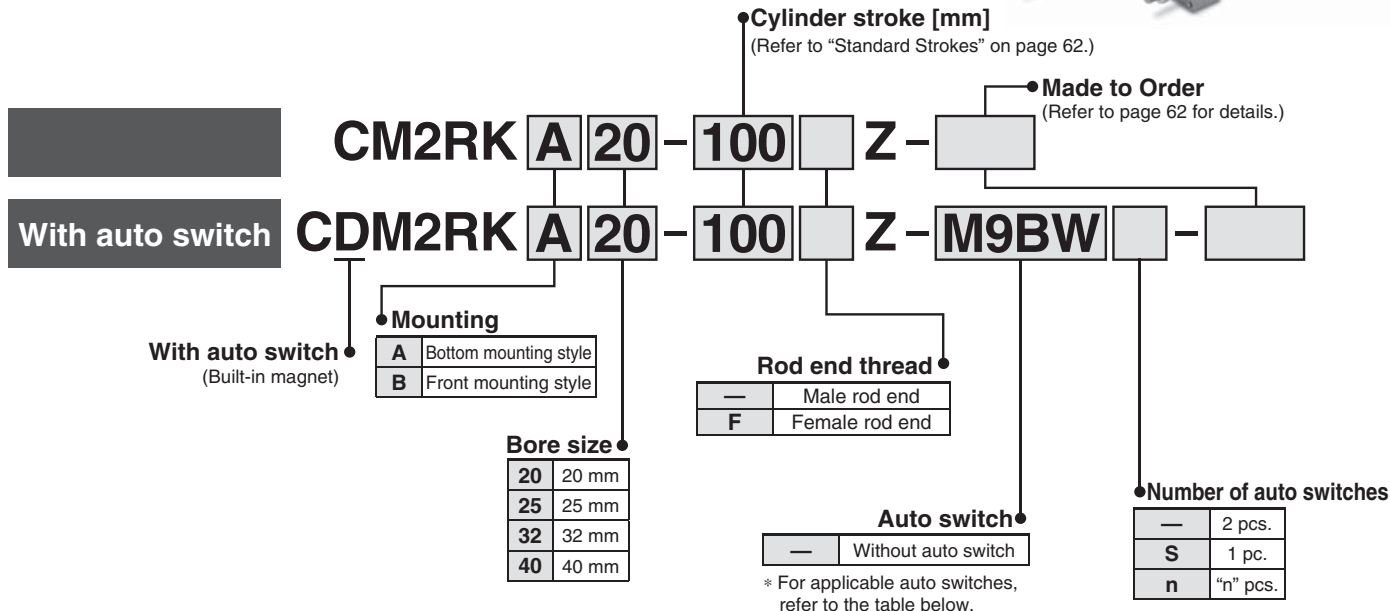 Cylinder stroke [mm]
(Refer to “Standard Strokes” on page 62.)
Made to Order
(Refer to page 62 for details.)
CM2RK A 20 – 100 Z –
With auto switch CDM2RK A 20 – 100 Z – M9BW –
With auto switch
(Built-in magnet)
Mounting
A Bottom mounting style
B Front mounting style
Bore size
20 20 mm
25 25 mm
32 32 mm
40 40 mm
Rod end thread
— Male rod end
F Female rod end
Auto switch
— Without auto switch
* For applicable auto switches,
refer to the table below.
Number of auto switches
— 2 pcs.
S 1 pc.
n “n” pcs.